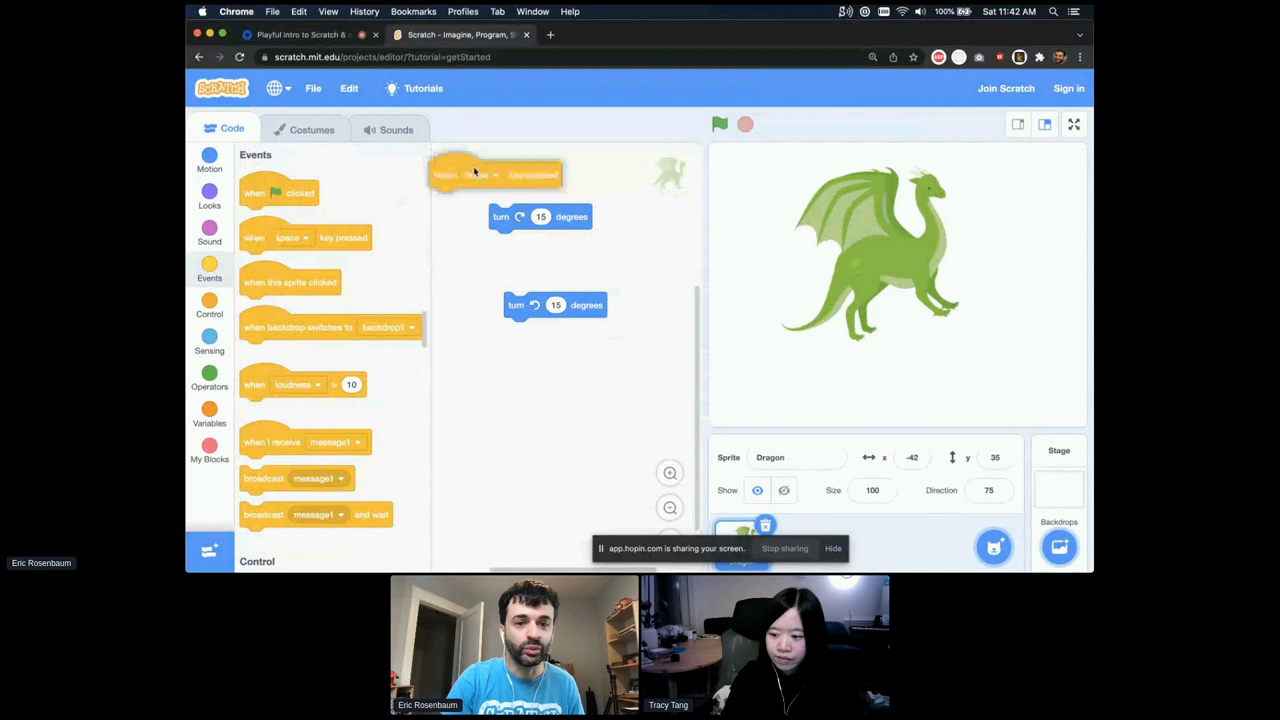 Chrome File Edit View History Bookmarks Profiles Tab Window Help 100% Sat 11:42 AM
Playful intro to Scratch & Scratch - Imagine, Program, S
scratch.mit.edu/projects/editor/?tutorial=getStarted
SCRATCH File Edit Tutorials Join Scratch Sign in
Code Costumes Sounds
Motion
Looks
Sound
Events
Control
Sensing
Operators
Variables
My Blocks
Events
when clicked
when space key pressed
when this sprite clicked
when backdrop switches to backdrop1
when loudness > 10
when I receive message1
broadcast message1
broadcast message1 and wait
Control
key pressed
turn 15 degrees
turn 15 degrees
Sprite Dragon x -42 y 35
Show Size 100 Direction 75
Stage
Backdrops
app.hopin.com is sharing your screen. Stop sharing Hide
Eric Rosenbaum
Eric Rosenbaum
Tracy Tang